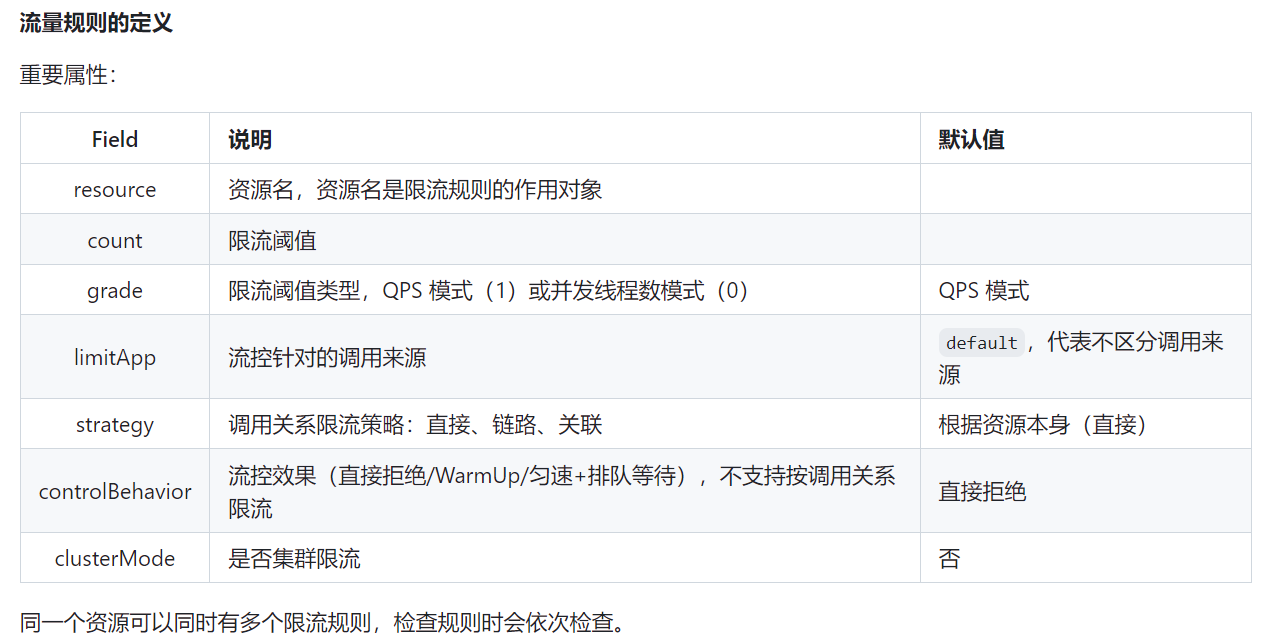 流量规则的定义
重要属性：
Field 说明 默认值
resource 资源名，资源名是限流规则的作用对象
count 限流阈值
grade 限流阈值类型，QPS 模式（1）或并发线程数模式（0） QPS 模式
limitApp 流控针对的调用来源 default，代表不区分调用来
源
strategy 调用关系限流策略：直接、链路、关联 根据资源本身（直接）
controlBehavior 流控效果（直接拒绝/WarmUp/匀速+排队等待），不支持按调用关系
限流 直接拒绝
clusterMode 是否集群限流 否
同一个资源可以同时有多个限流规则，检查规则时会依次检查。